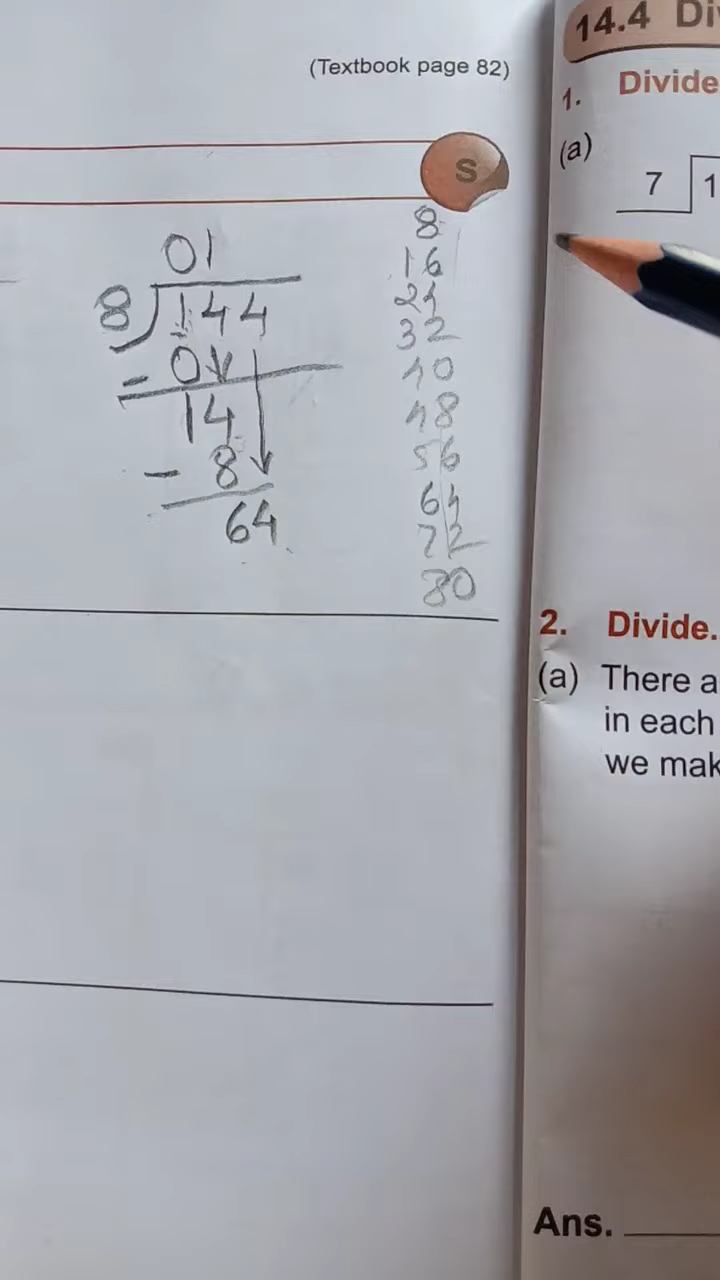 (Textbook page 82)
S
01
8)144
- 0
14
- 8
64
8
16
24
32
40
48
56
64
72
80
14.4 Di
1. Divide
(a)
7 1
2. Divide.
(a) There a
in each
we mak
Ans.